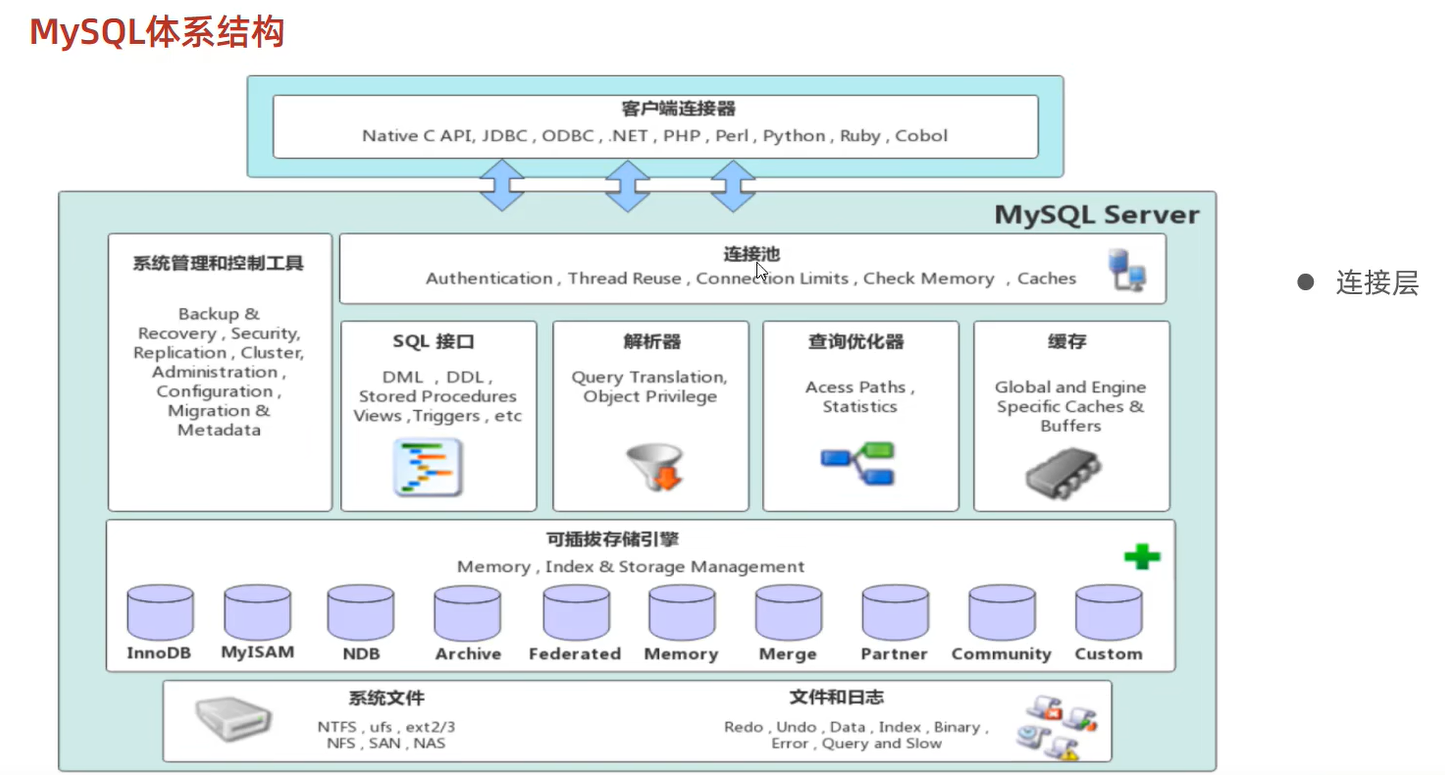 MySQL体系结构
客户端连接器
Native C API, JDBC , ODBC , .NET , PHP , Perl , Python , Ruby , Cobol
MySQL Server
系统管理和控制工具
Backup &
Recovery , Security,
Replication , Cluster,
Administration ,
Configuration ,
Migration &
Metadata
连接池
Authentication , Thread Reuse , Connection Limits , Check Memory , Caches
SQL 接口
DML , DDL ,
Stored Procedures
Views ,Triggers , etc
解析器
Query Translation,
Object Privilege
查询优化器
Acess Paths ,
Statistics
缓存
Global and Engine
Specific Caches &
Buffers
可插拔存储引擎
Memory , Index & Storage Management
InnoDB
MyISAM
NDB
Archive
Federated
Memory
Merge
Partner
Community
Custom
系统文件
NTFS , ufs , ext2/3
NFS , SAN , NAS
文件和日志
Redo , Undo , Data , Index , Binary ,
Error , Query and Slow
● 连接层